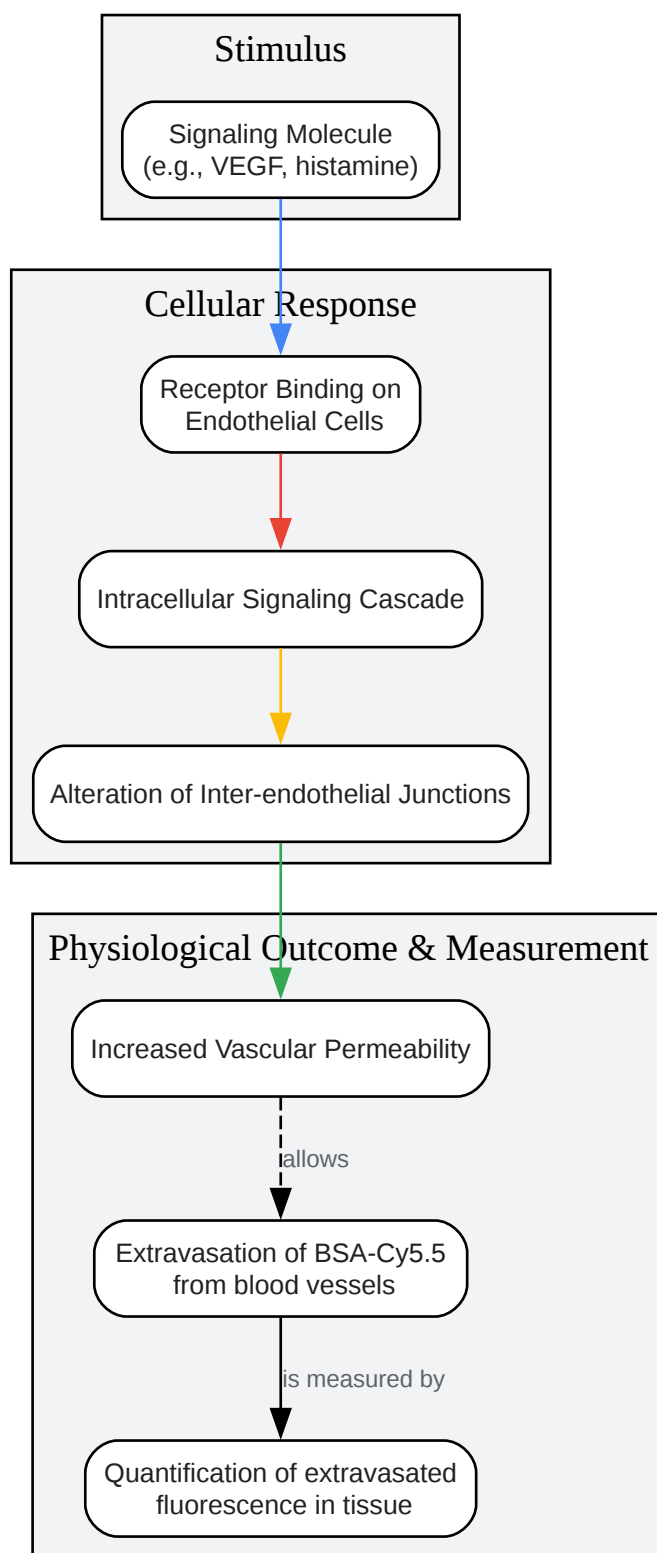 Stimulus
Signaling Molecule
(e.g., VEGF, histamine)
Cellular Response
Receptor Binding on
Endothelial Cells
Intracellular Signaling Cascade
Alteration of Inter-endothelial Junctions
Physiological Outcome & Measurement
Increased Vascular Permeability
allows
Extravasation of BSA-Cy5.5
from blood vessels
is measured by
Quantification of extravasated
fluorescence in tissue